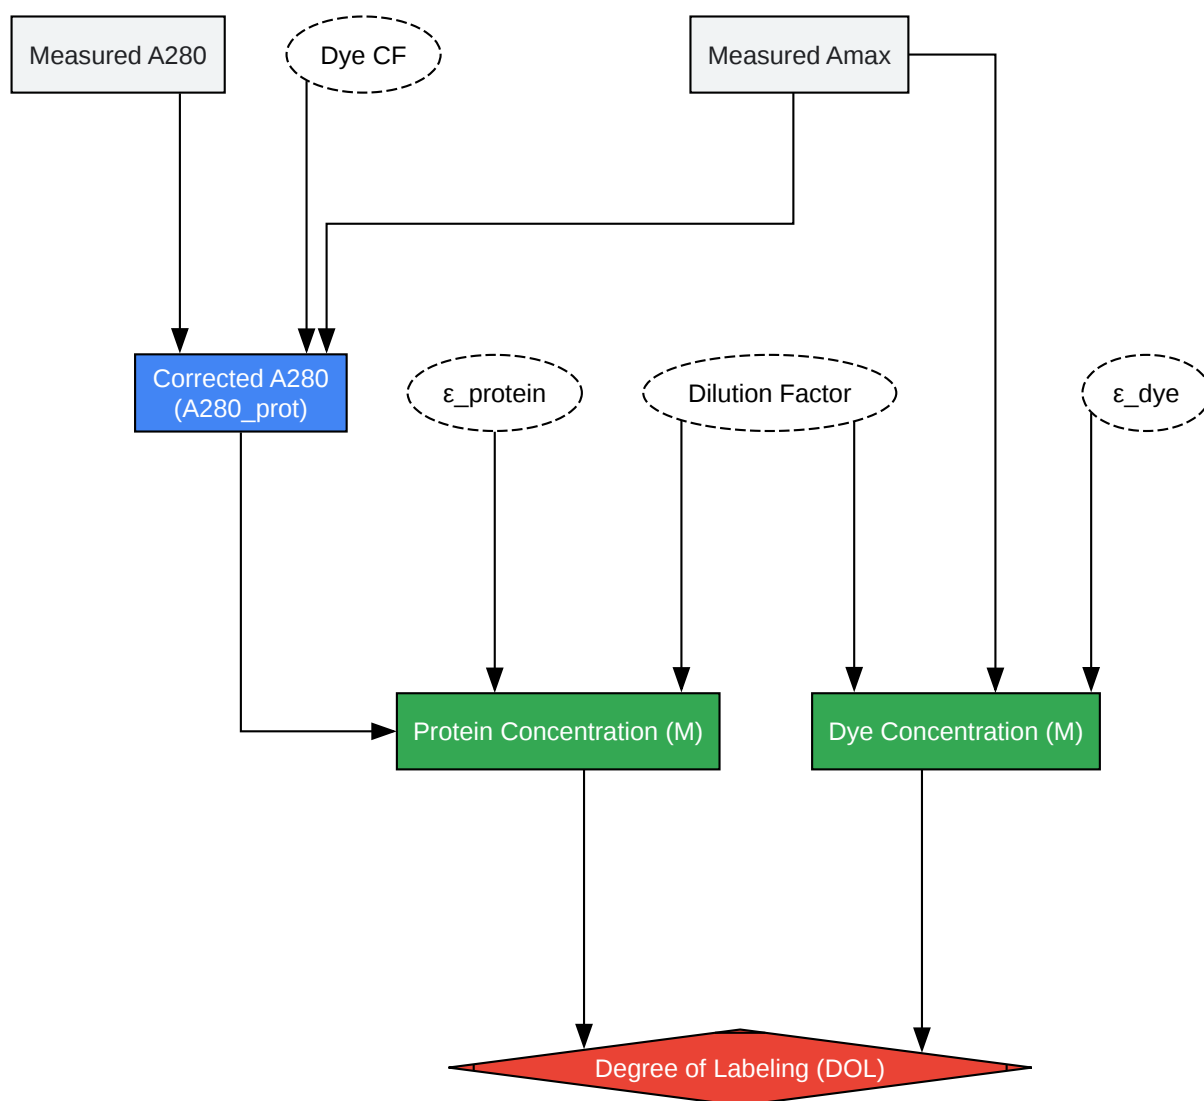 Measured A280
Dye CF
Measured Amax
Corrected A280
(A280_prot)
ε_protein
Dilution Factor
ε_dye
Protein Concentration (M)
Dye Concentration (M)
Degree of Labeling (DOL)